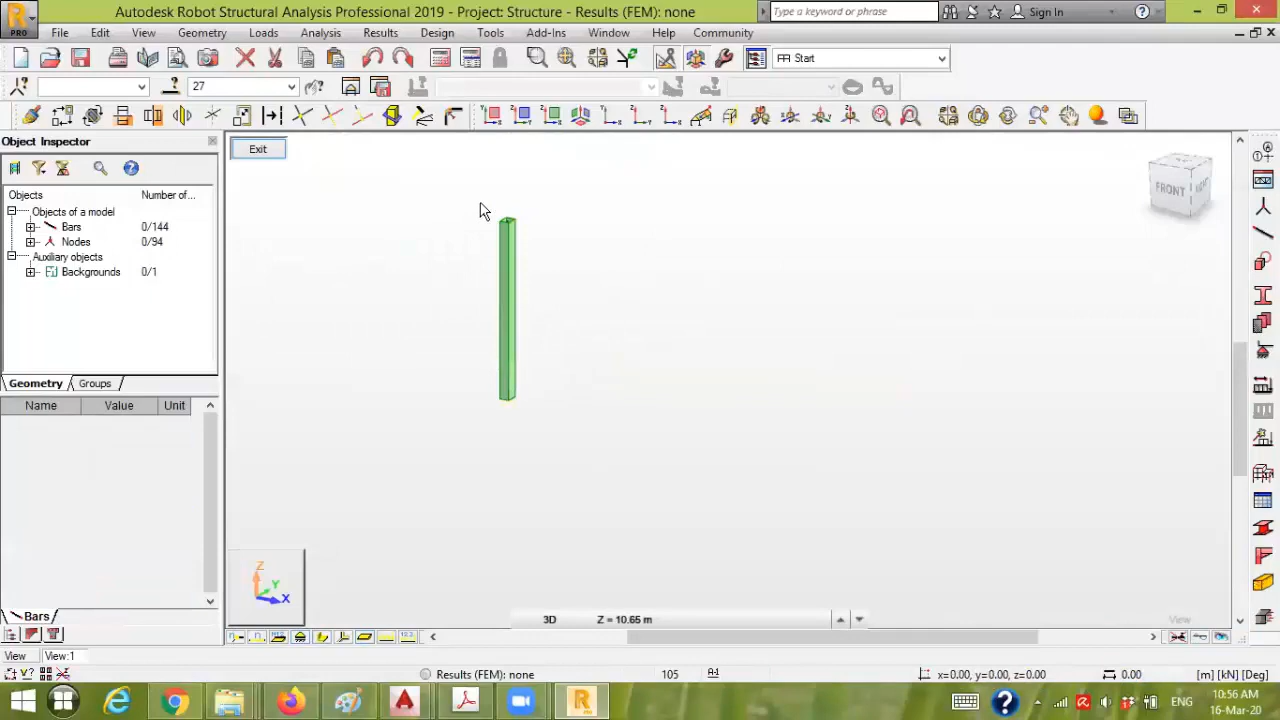 PRO
Autodesk Robot Structural Analysis Professional 2019 - Project: Structure - Results (FEM): none
Type a keyword or phrase
Sign In
File Edit View Geometry Loads Analysis Results Design Tools Add-Ins Window Help Community
Start
27
Object Inspector
Exit
FRONT
Objects Number of...
Objects of a model
Bars 0/144
Nodes 0/94
Auxiliary objects
Backgrounds 0/1
Geometry Groups
Name Value Unit
Z
Y
X
Bars
3D Z = 10.65 m
View
View View:1
Results (FEM): none 105 x=0.00, y=0.00, z=0.00 0.00 [m] [kN] [Deg]
ENG
10:56 AM
16-Mar-20